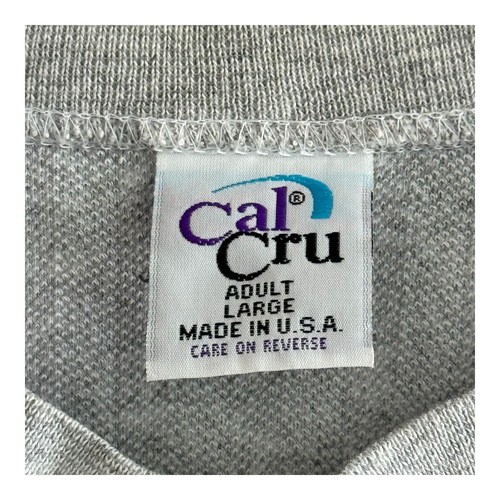 Cal®
Cru
ADULT
LARGE
MADE IN U.S.A.
CARE ON REVERSE